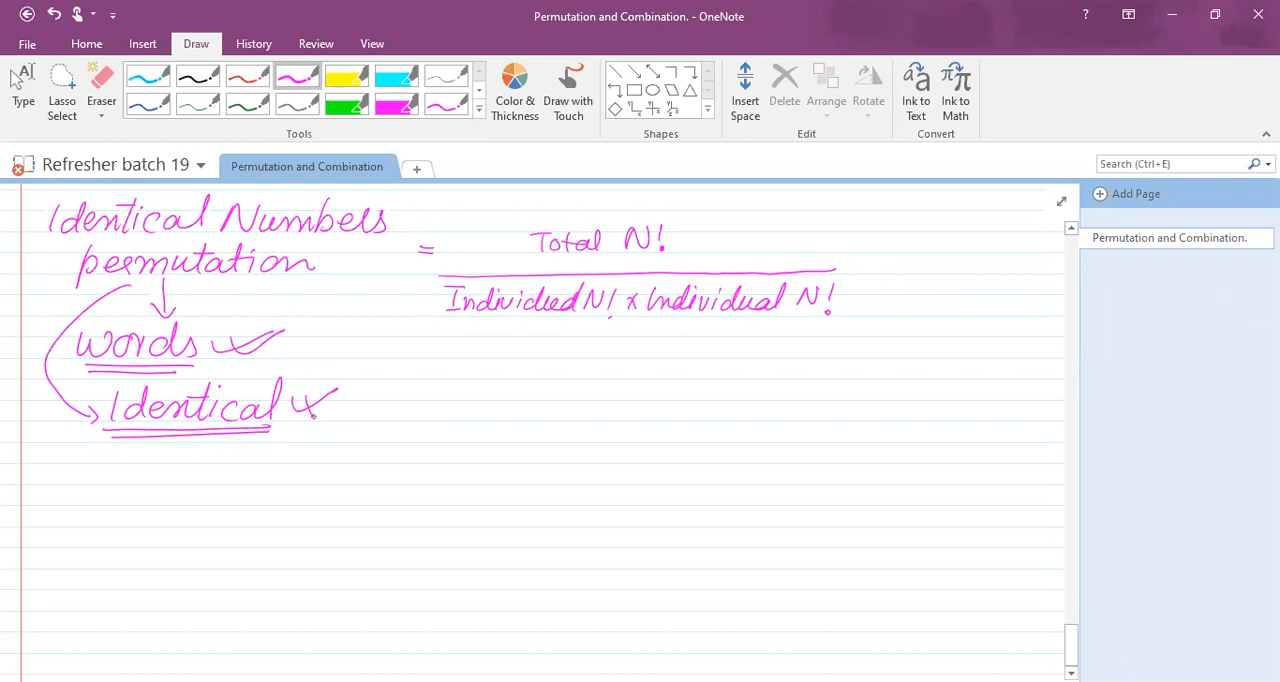 Permutation and Combination. - OneNote
?
File Home Insert Draw History Review View
Type
Lasso Select
Eraser
Color & Thickness
Draw with Touch
Insert Space
Delete
Arrange
Rotate
Ink to Text
Ink to Math
Tools
Shapes
Edit
Convert
Refresher batch 19
Permutation and Combination
Search (Ctrl+E)
Add Page
Permutation and Combination.
Identical Numbers
permutation
= Total N!
Individued N! x Individual N!
words
Identical